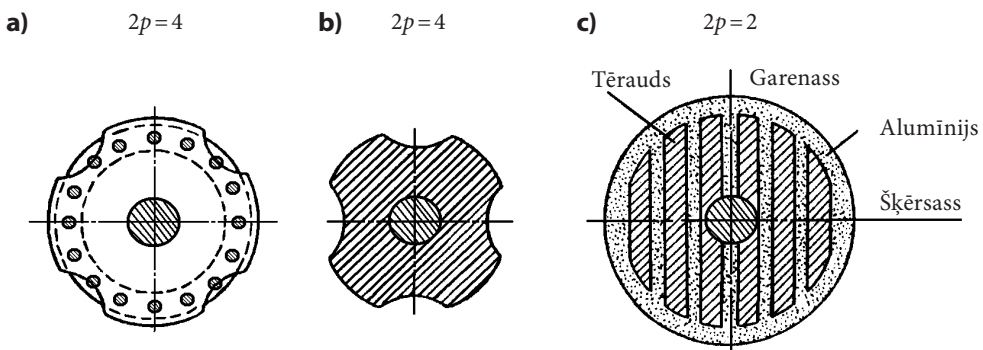 a) 2p = 4
b) 2p = 4
c) 2p = 2
Tērauds
Garenass
Alumīnijs
Šķērsass